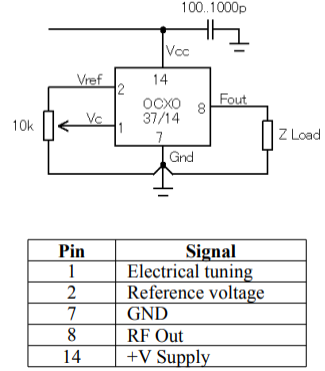 100..1000p
Vcc
Vref
2
14
OCXO
37/14
8
Fout
10k
Vc
1
7
Z Load
Gnd
Pin Signal
1 Electrical tuning
2 Reference voltage
7 GND
8 RF Out
14 +V Supply